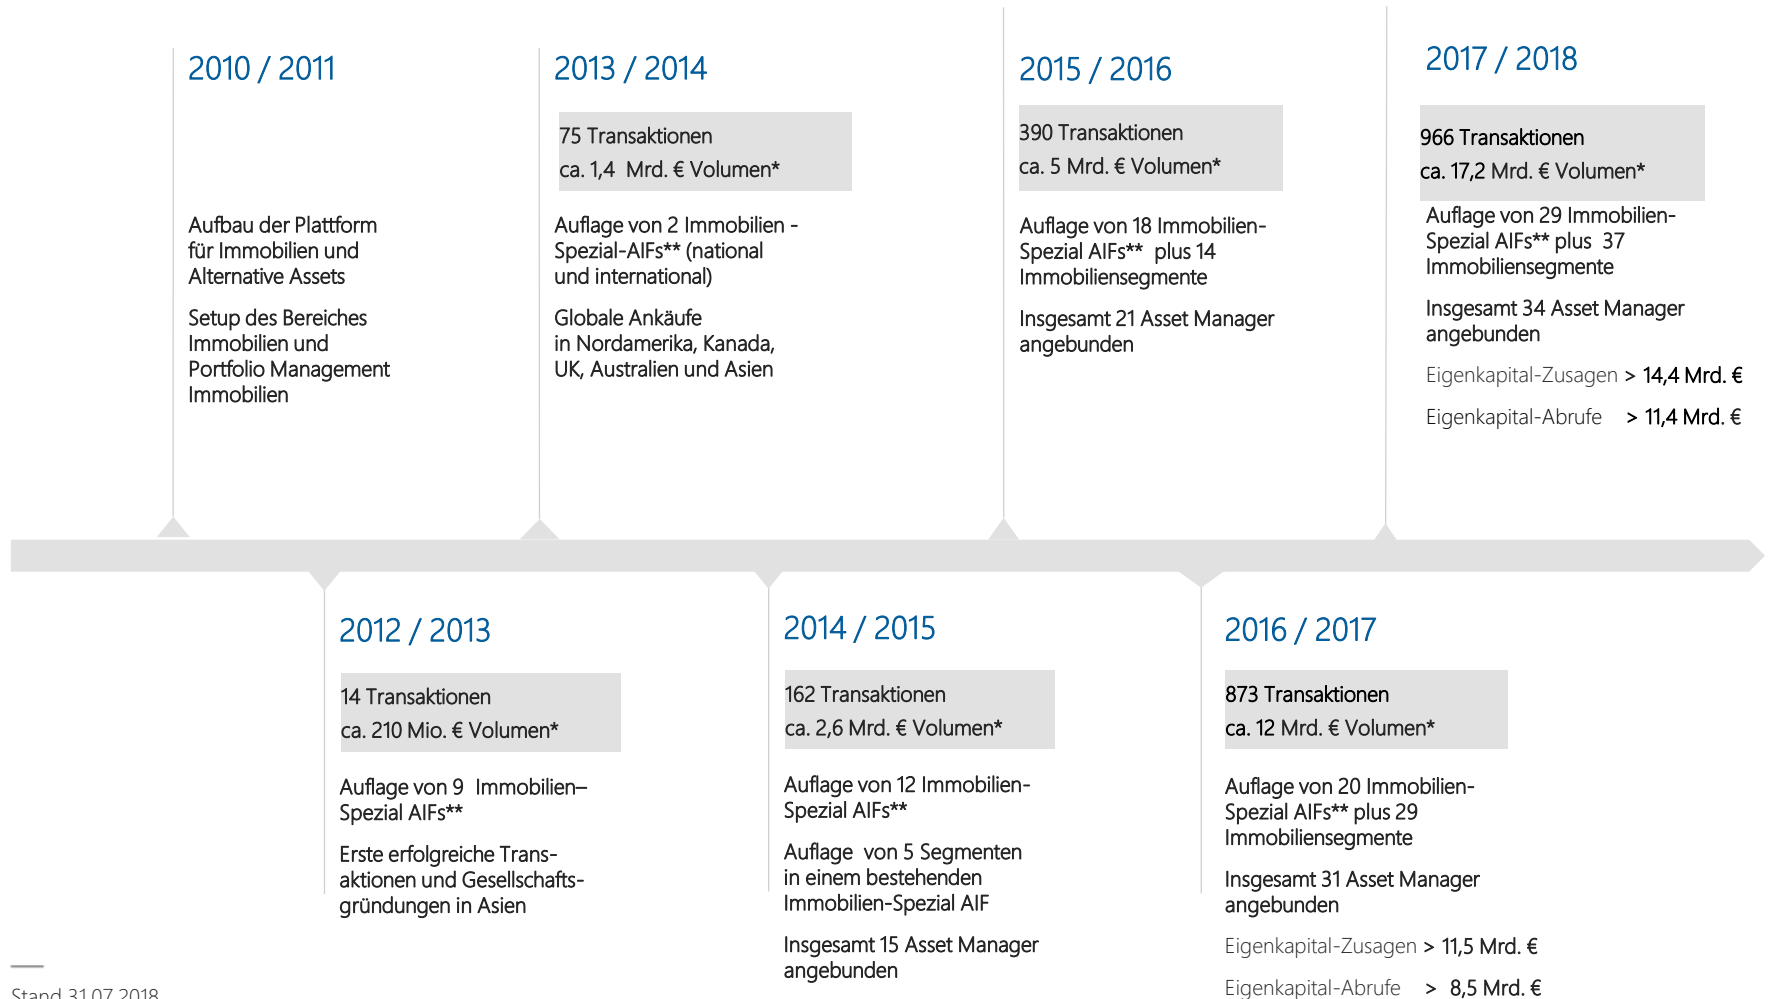 2010 / 2011
Aufbau der Plattform
für Immobilien und
Alternative Assets
Setup des Bereiches
Immobilien und
Portfolio Management
Immobilien
2013 / 2014
75 Transaktionen
ca. 1,4 Mrd. € Volumen*
Auflage von 2 Immobilien -
Spezial-AIFs** (national
und international)
Globale Ankäufe
in Nordamerika, Kanada,
UK, Australien und Asien
2015 / 2016
390 Transaktionen
ca. 5 Mrd. € Volumen*
Auflage von 18 Immobilien-
Spezial AIFs** plus 14
Immobiliensegmente
Insgesamt 21 Asset Manager
angebunden
2017 / 2018
966 Transaktionen
ca. 17,2 Mrd. € Volumen*
Auflage von 29 Immobilien-
Spezial AIFs** plus 37
Immobiliensegmente
Insgesamt 34 Asset Manager
angebunden
Eigenkapital-Zusagen > 14,4 Mrd. €
Eigenkapital-Abrufe > 11,4 Mrd. €
2012 / 2013
14 Transaktionen
ca. 210 Mio. € Volumen*
Auflage von 9 Immobilien–
Spezial AIFs**
Erste erfolgreiche Trans-
aktionen und Gesellschafts-
gründungen in Asien
2014 / 2015
162 Transaktionen
ca. 2,6 Mrd. € Volumen*
Auflage von 12 Immobilien-
Spezial AIFs**
Auflage von 5 Segmenten
in einem bestehenden
Immobilien-Spezial AIF
Insgesamt 15 Asset Manager
angebunden
2016 / 2017
873 Transaktionen
ca. 12 Mrd. € Volumen*
Auflage von 20 Immobilien-
Spezial AIFs** plus 29
Immobiliensegmente
Insgesamt 31 Asset Manager
angebunden
Eigenkapital-Zusagen > 11,5 Mrd. €
Eigenkapital-Abrufe > 8,5 Mrd. €
Stand 31.07.2018